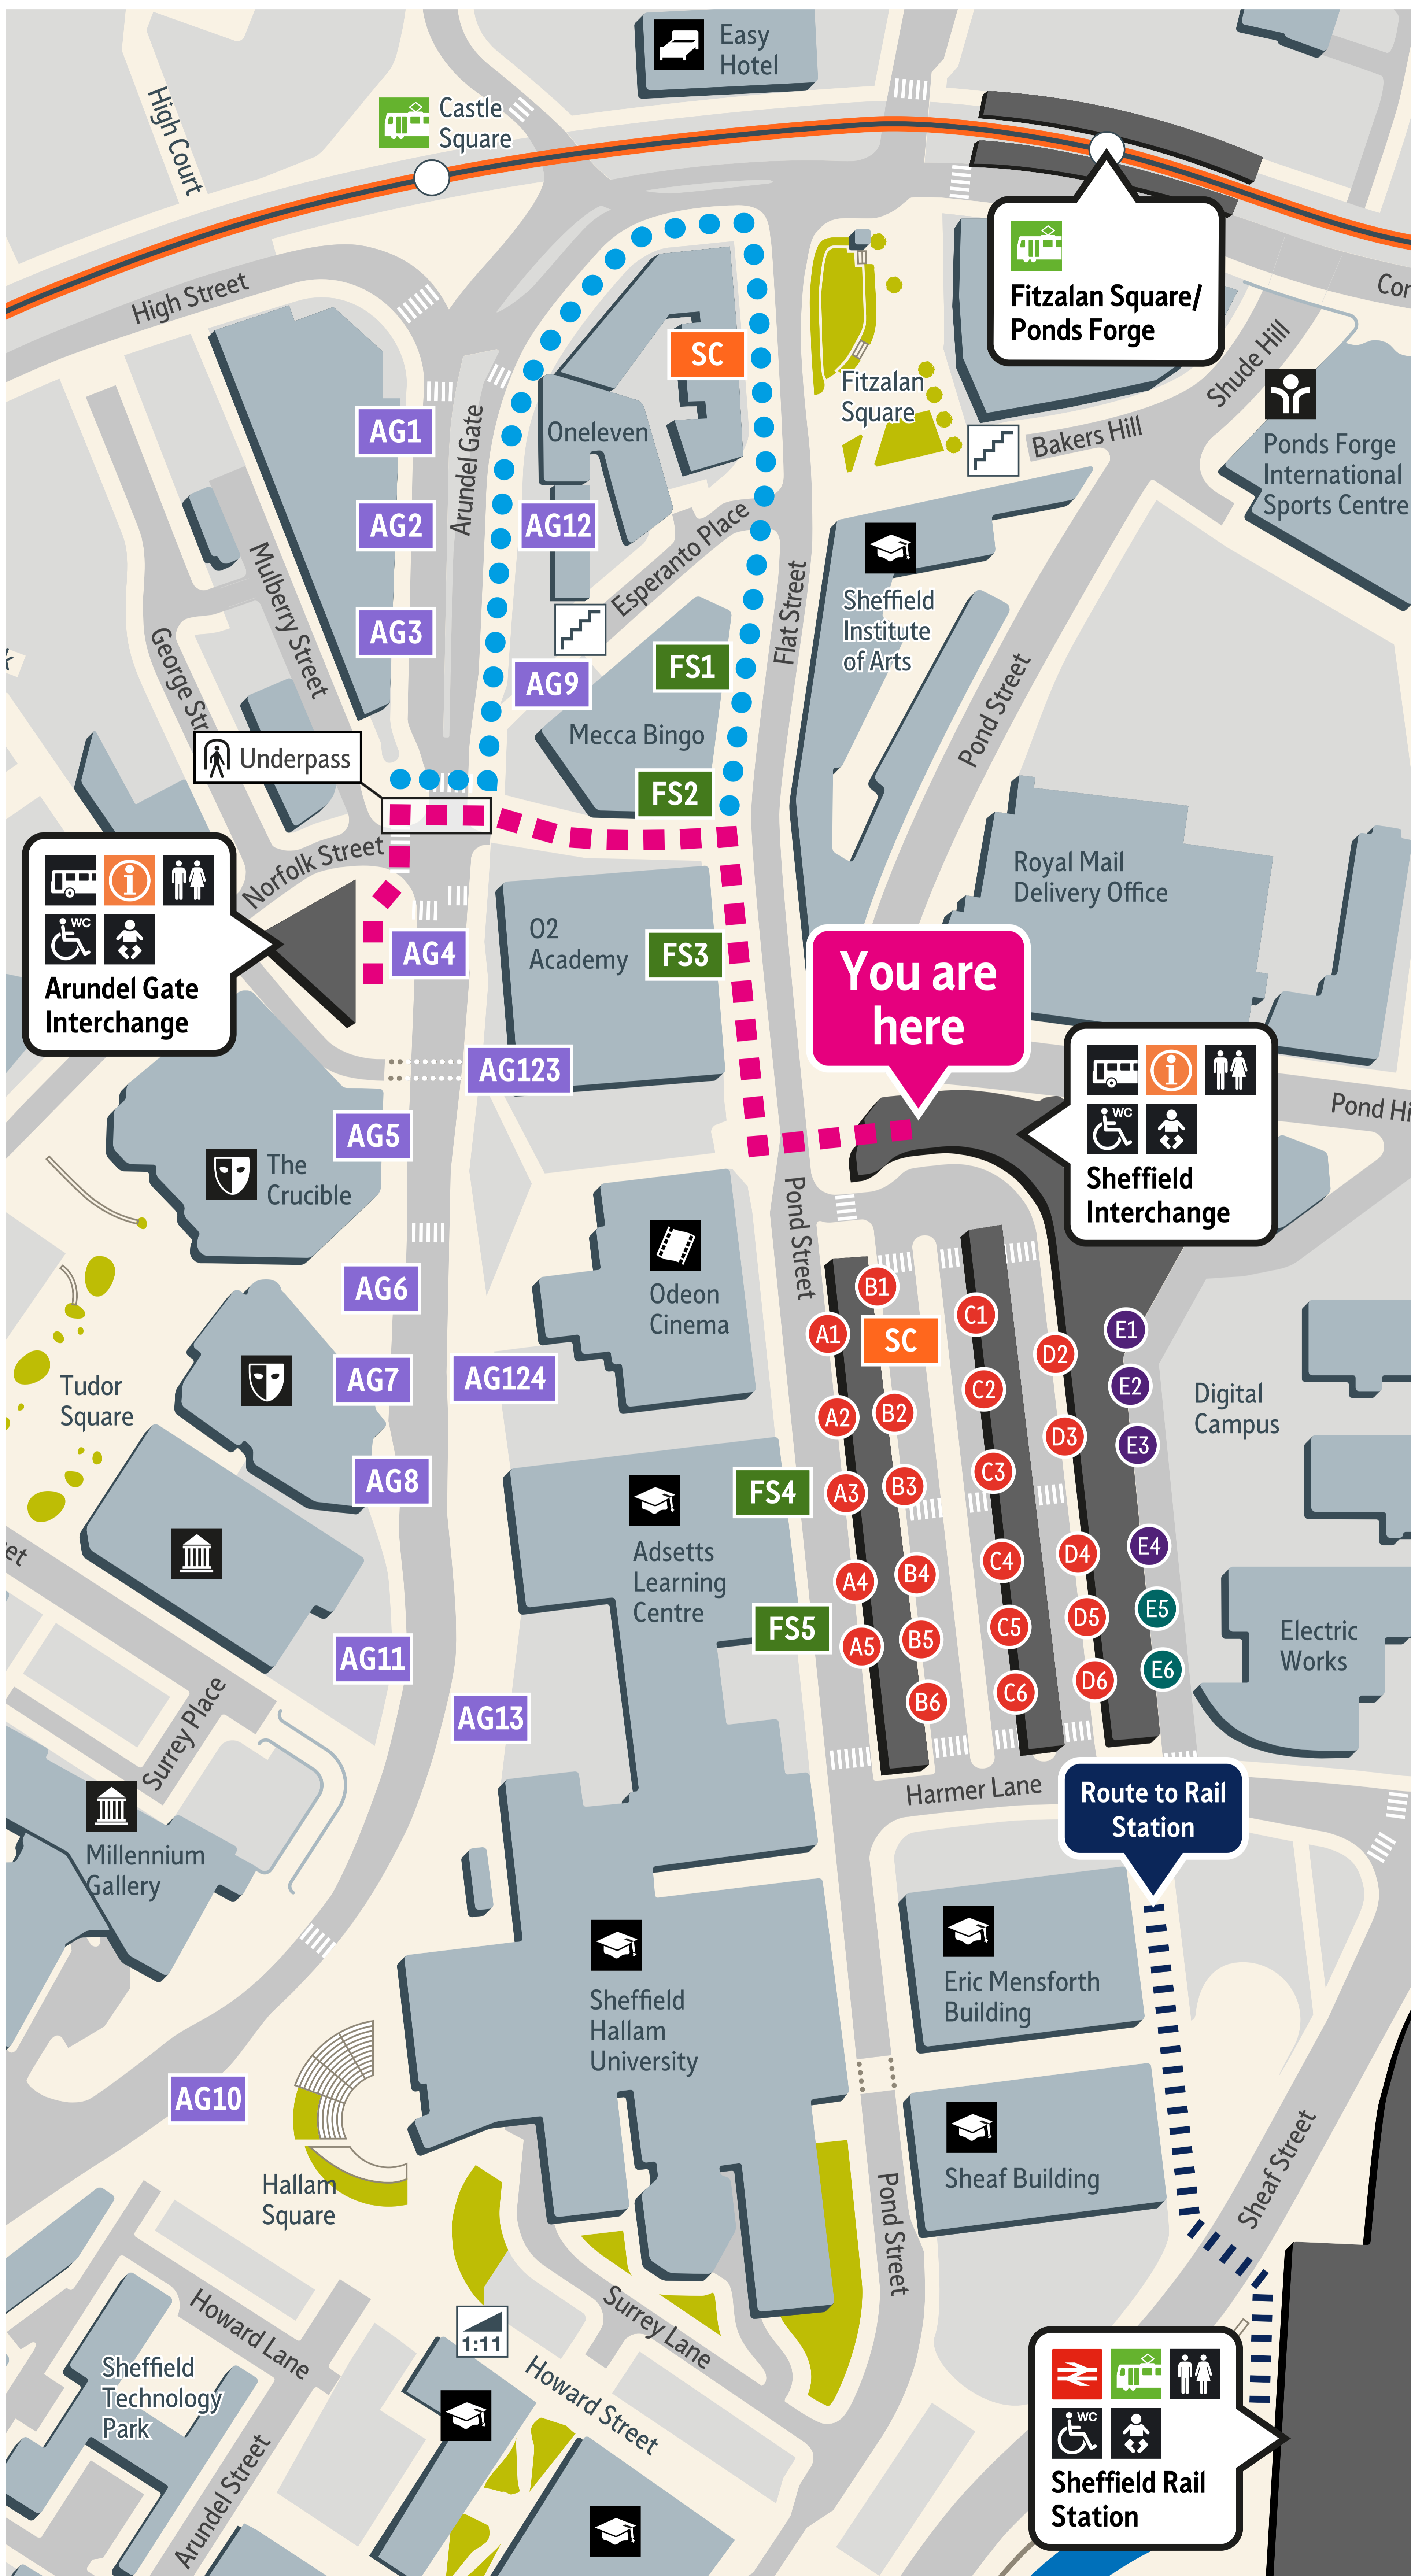 Easy
Hotel
Castle
Square
High Court
High Street
Fitzalan Square/
Ponds Forge
Shude Hill
SC
Fitzalan
Square
Bakers Hill
Ponds Forge
International
Sports Centre
AG1
Arundel Gate
Oneleven
AG2
AG12
Esperanto Place
Mulberry Street
AG3
Flat Street
Sheffield
Institute
of Arts
FS1
AG9
Pond Street
Mecca Bingo
Underpass
FS2
Norfolk Street
WC
Arundel Gate
Interchange
AG4
O2
Academy
FS3
Royal Mail
Delivery Office
You are
here
WC
Sheffield
Interchange
AG123
AG5
The
Crucible
Pond Street
AG6
Odeon
Cinema
A1
B1
SC
C1
D2
E1
AG7
AG124
Tudor
Square
A2
B2
C2
D3
E2
E3
Digital
Campus
AG8
FS4
A3
B3
C3
Adsetts
Learning
Centre
A4
B4
C4
D4
E4
FS5
A5
B5
C5
D5
E5
Electric
Works
AG11
B6
C6
D6
E6
Surrey Place
AG13
Harmer Lane
Route to Rail
Station
Millennium
Gallery
Sheffield
Hallam
University
Eric Mensforth
Building
AG10
Hallam
Square
Sheaf Building
Pond Street
Sheaf Street
Howard Lane
Surrey Lane
1:11
Howard Street
Sheffield
Technology
Park
Arundel Street
WC
Sheffield Rail
Station